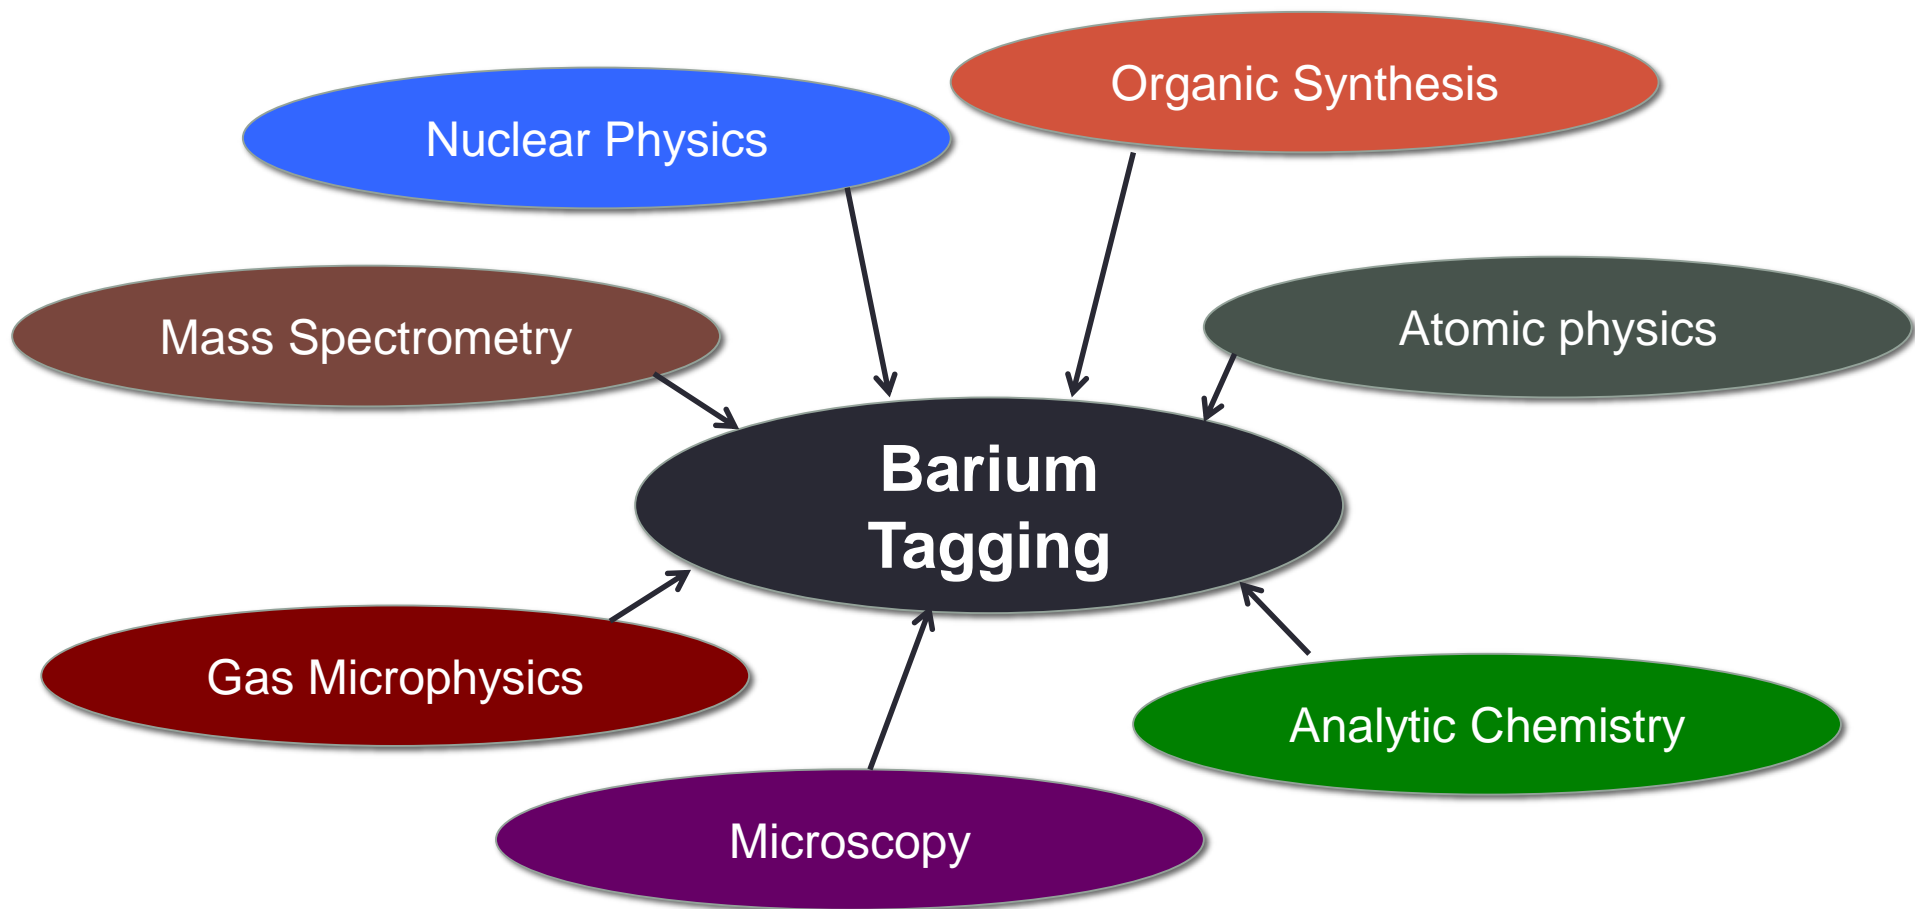 Organic Synthesis
Nuclear Physics
Atomic physics
Mass Spectrometry
Barium
Tagging
Gas Microphysics
Analytic Chemistry
Microscopy